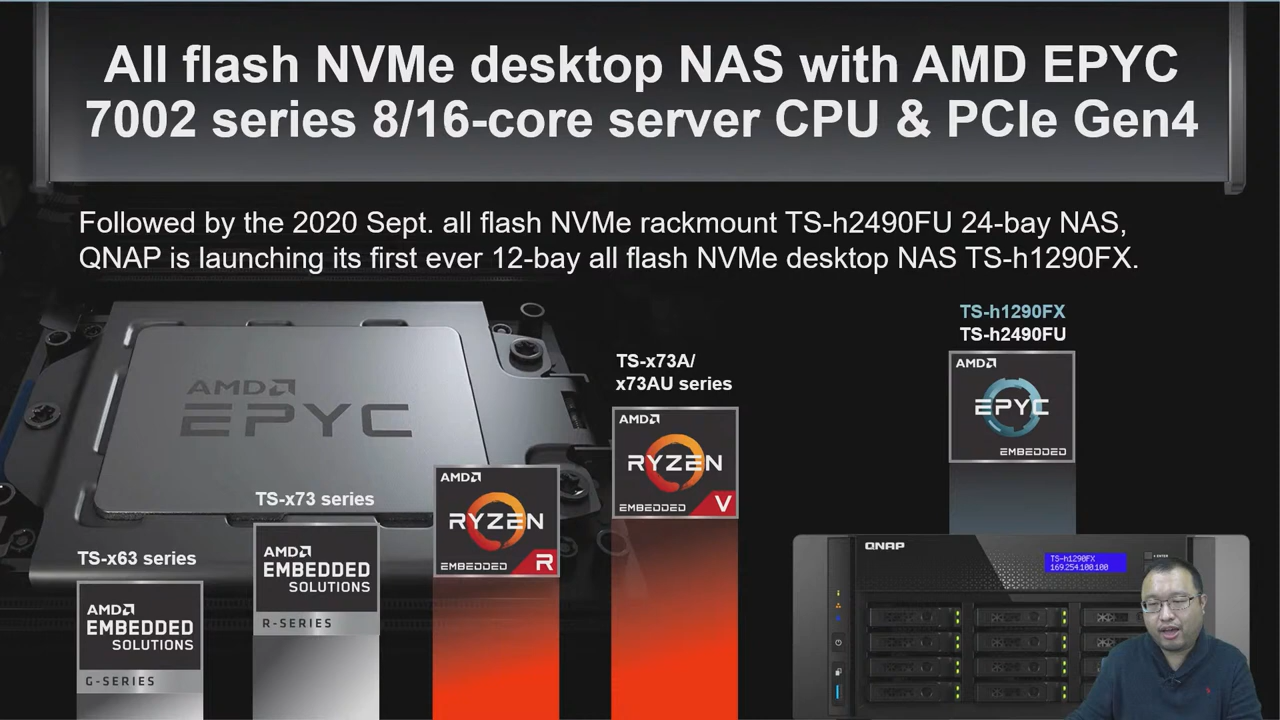 All flash NVMe desktop NAS with AMD EPYC
7002 series 8/16-core server CPU & PCIe Gen4
Followed by the 2020 Sept. all flash NVMe rackmount TS-h2490FU 24-bay NAS,
QNAP is launching its first ever 12-bay all flash NVMe desktop NAS TS-h1290FX.
AMD
EPYC
TS-x63 series
AMD
EMBEDDED
SOLUTIONS
G-SERIES
TS-x73 series
AMD
EMBEDDED
SOLUTIONS
R-SERIES
AMD
RYZEN
EMBEDDED R
TS-x73A/
x73AU series
AMD
RYZEN
EMBEDDED V
TS-h1290FX
TS-h2490FU
AMD
EPYC
EMBEDDED
QNAP
TS-h1290FX
169.254.100.100
ENTER